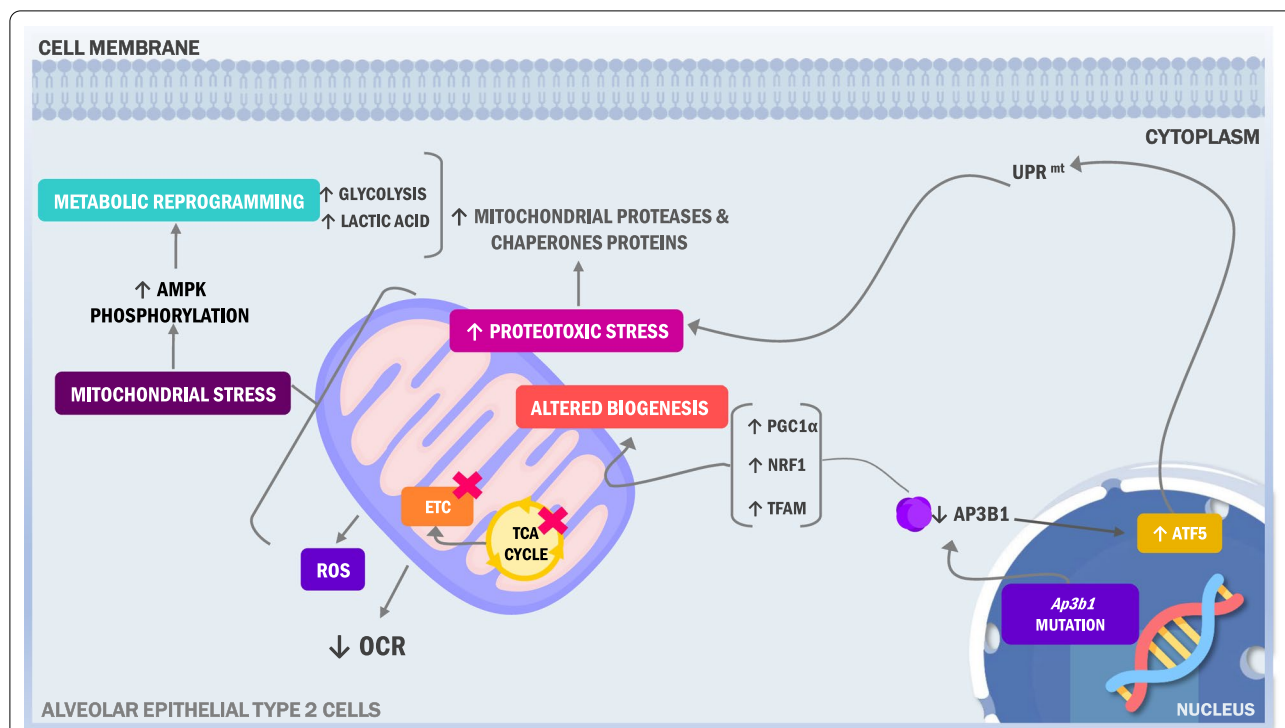 CELL MEMBRANE
CYTOPLASM
UPR mt
METABOLIC REPROGRAMMING
↑ GLYCOLYSIS
↑ LACTIC ACID
↑ MITOCHONDRIAL PROTEASES &
CHAPERONES PROTEINS
↑ AMPK
PHOSPHORYLATION
↑ PROTEOTOXIC STRESS
MITOCHONDRIAL STRESS
ALTERED BIOGENESIS
↑ PGC1α
↑ NRF1
↑ TFAM
ETC
TCA
CYCLE
↓ AP3B1
↑ ATF5
ROS
Ap3b1
MUTATION
↓ OCR
ALVEOLAR EPITHELIAL TYPE 2 CELLS
NUCLEUS